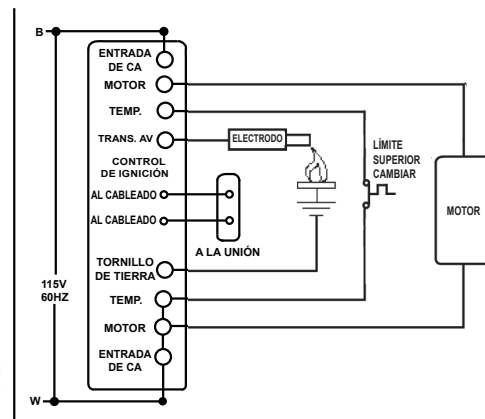 B
ENTRADA
DE CA
MOTOR
TEMP.
TRANS. AV
ELECTRODO
LÍMITE
SUPERIOR
CAMBIAR
CONTROL
DE IGNICIÓN
AL CABLEADO
AL CABLEADO
MOTOR
A LA UNIÓN
TORNILLO
DE TIERRA
115V
60HZ
TEMP.
MOTOR
ENTRADA
DE CA
W